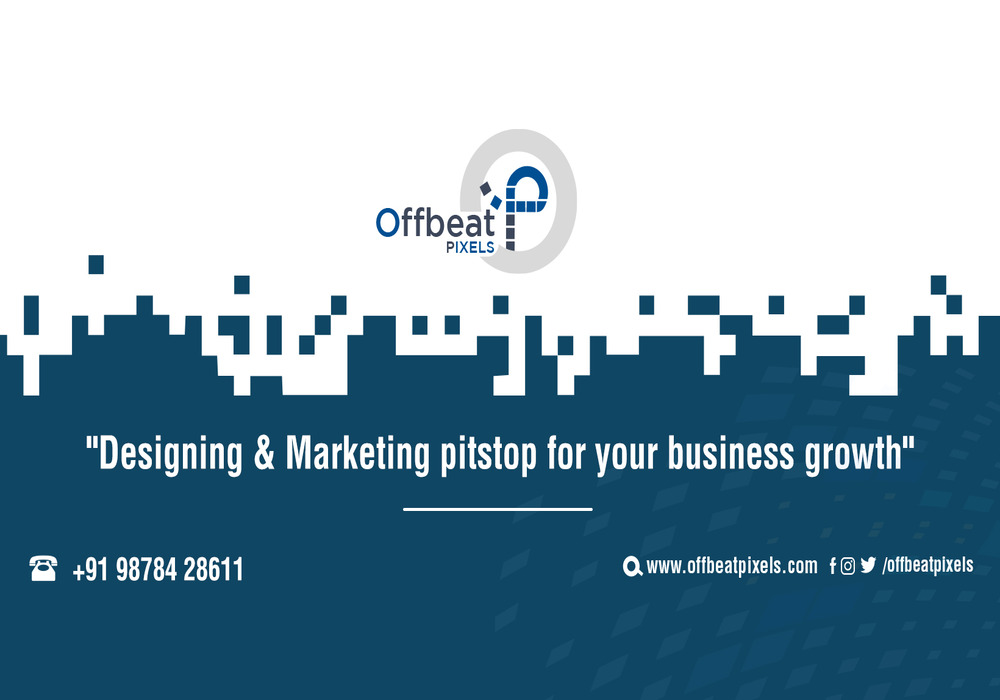 Offbeat
PIXELS
"Designing & Marketing pitstop for your business growth"
+91 98784 28611
www.offbeatpixels.com
/offbeatpixels